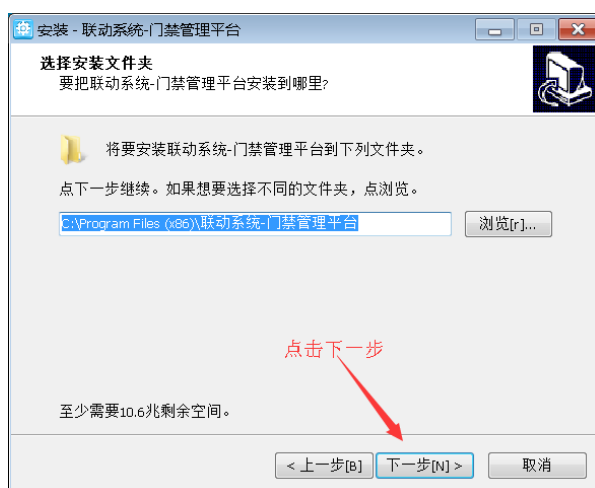 安装 - 联动系统-门禁管理平台
选择安装文件夹
要把联动系统-门禁管理平台安装到哪里?
将要安装联动系统-门禁管理平台到下列文件夹。
点下一步继续。如果想要选择不同的文件夹，点浏览。
C:\Program Files (x86)\联动系统-门禁管理平台
浏览[r]...
点击下一步
至少需要10.6兆剩余空间。
< 上一步[B]
下一步[N] >
取消